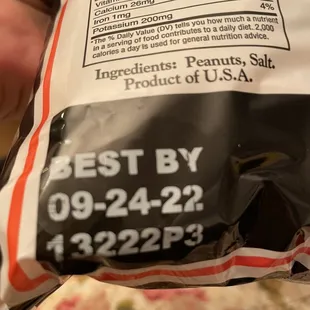 Calcium 26mg
Iron 1mg 4%
Potassium 200mg
*The % Daily Value (DV) tells you how much a nutrient
in a serving of food contributes to a daily diet. 2,000
calories a day is used for general nutrition advice.
Ingredients: Peanuts, Salt.
Product of U.S.A.
BEST BY
09-24-22
13222P3